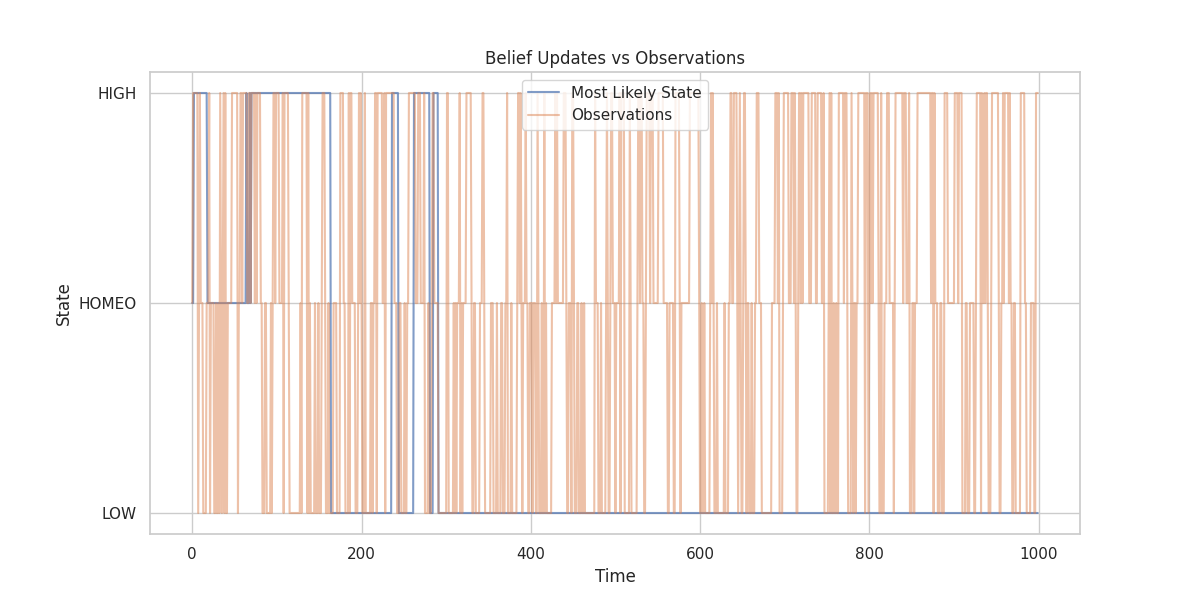 Belief Updates vs Observations
HIGH
HOMEO
LOW
State
Most Likely State
Observations
0
200
400
600
800
1000
Time